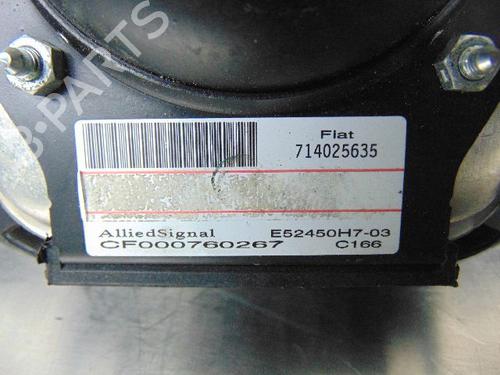 B-PARTS
Fiat
714025635
AlliedSignal E52450H7-03
CF000760267 C166